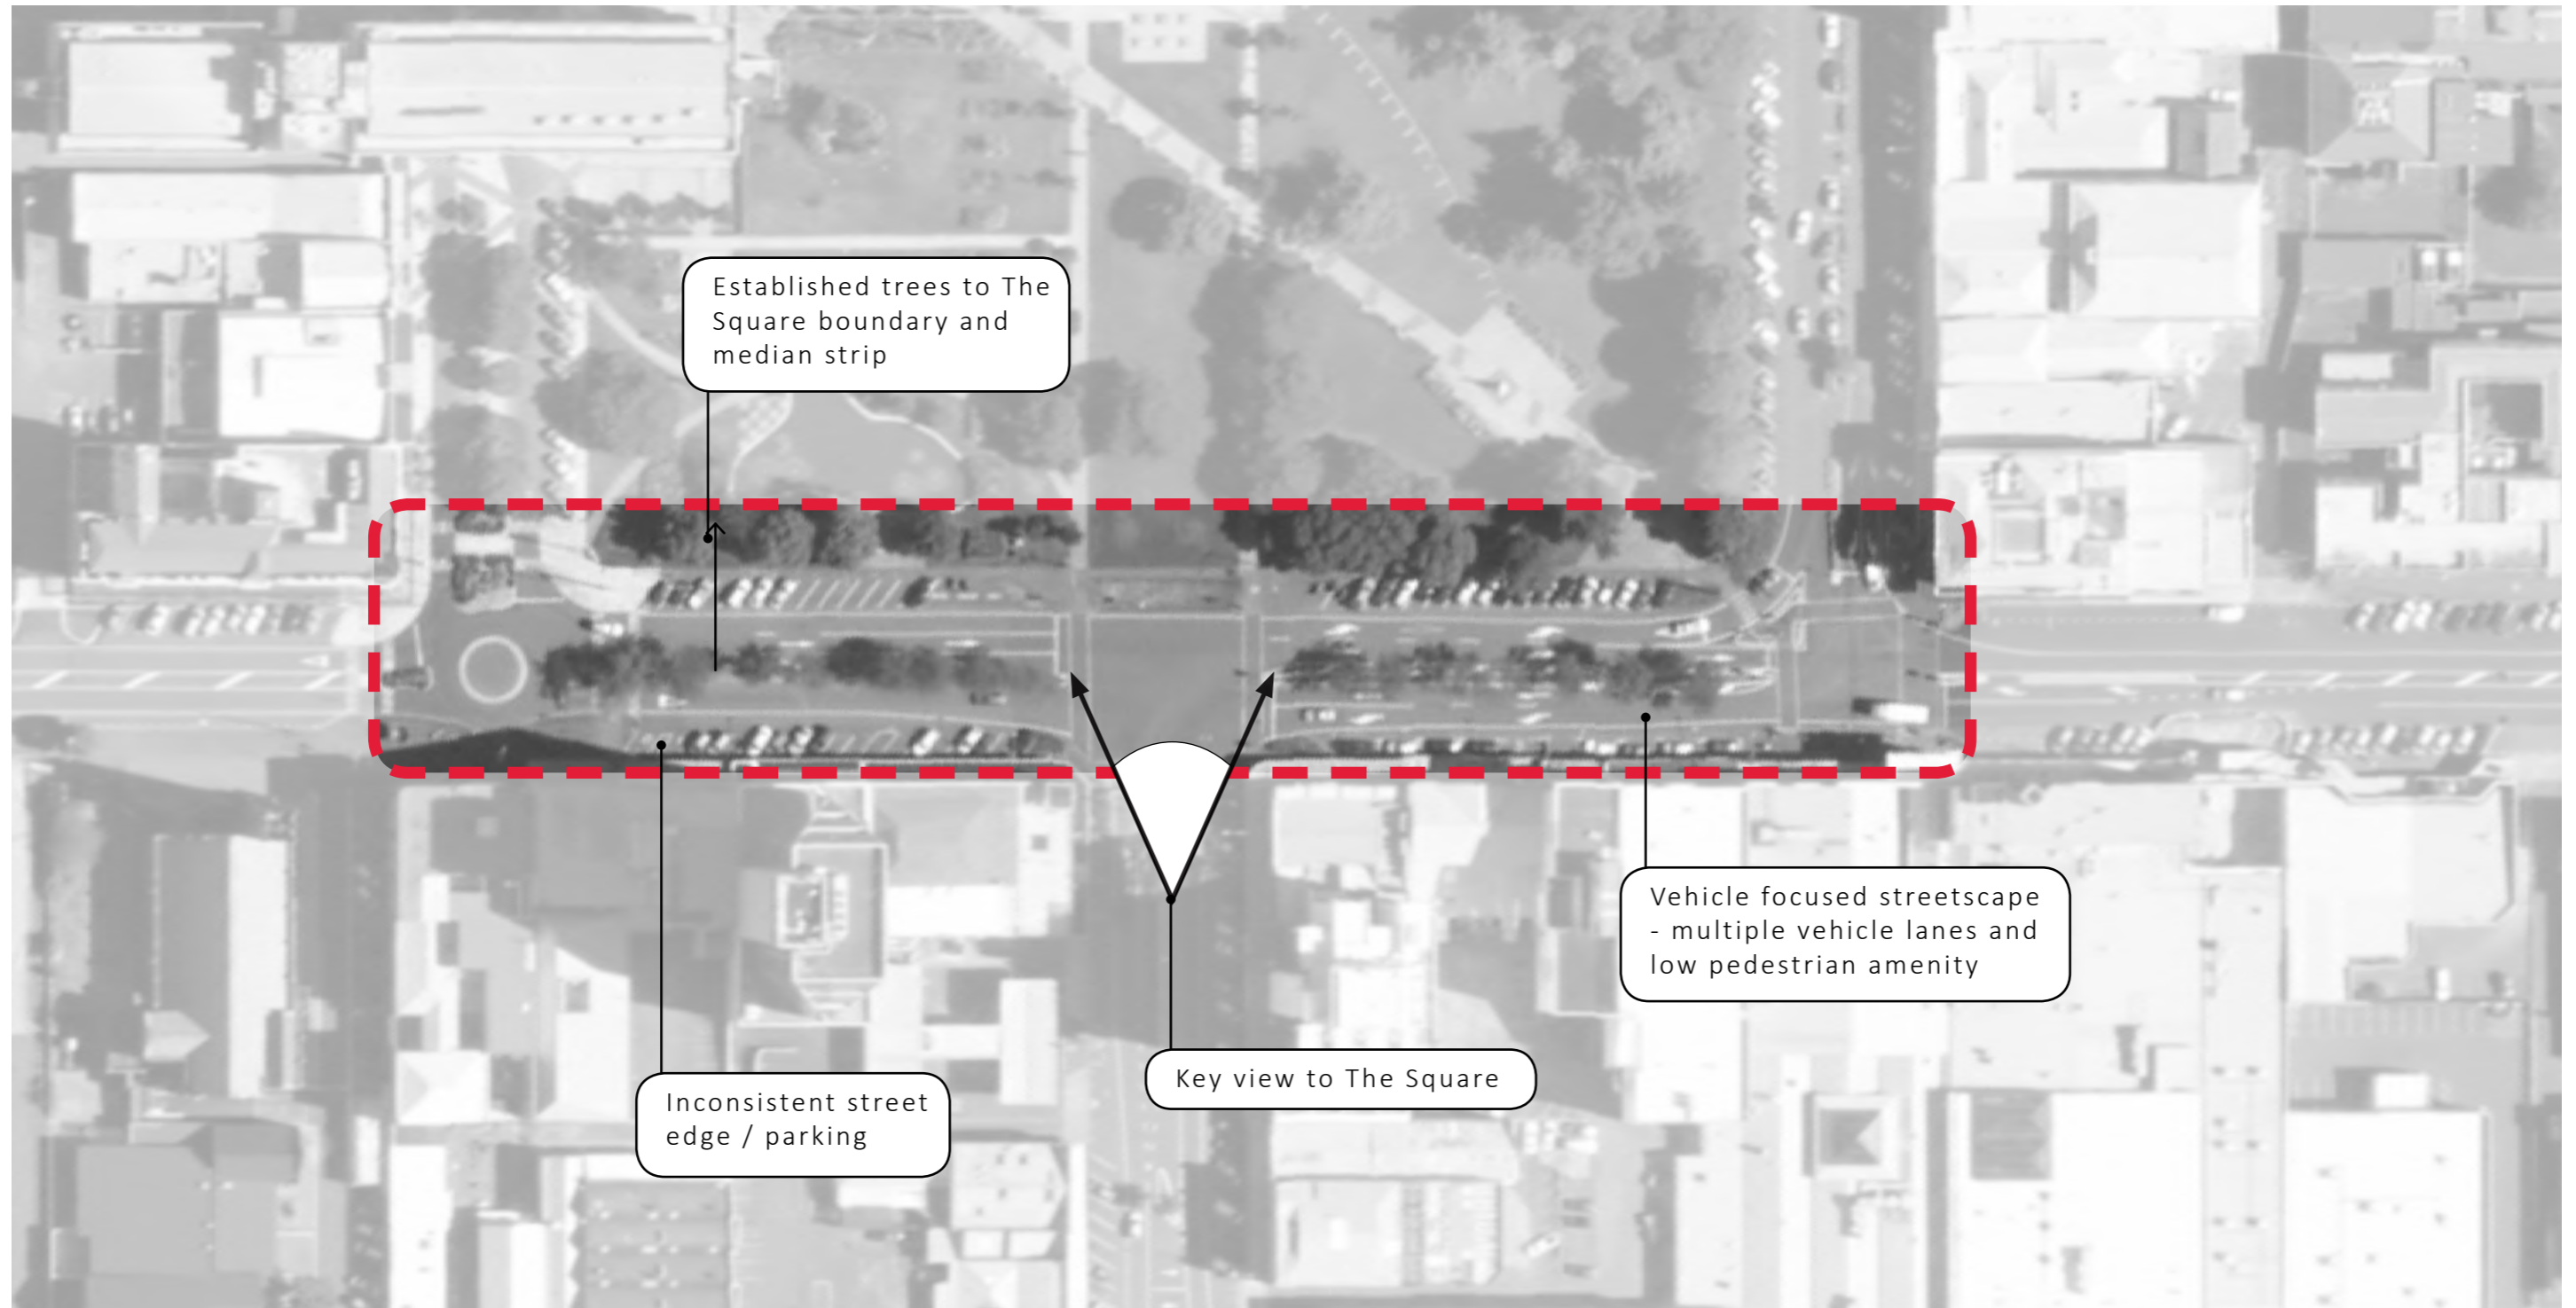 Established trees to The
Square boundary and
median strip
Vehicle focused streetscape
- multiple vehicle lanes and
low pedestrian amenity
Key view to The Square
Inconsistent street
edge / parking